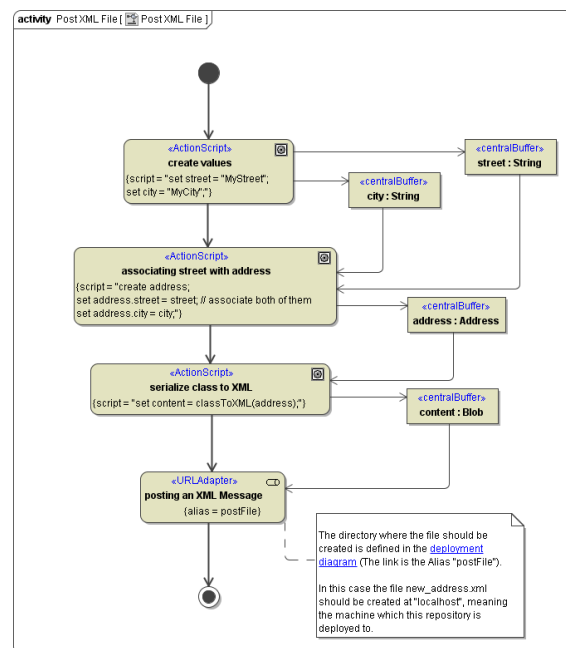 activity Post XML File [ Post XML File ]
«ActionScript»
create values
{script = "set street = "MyStreet";
set city = "MyCity";"}
«centralBuffer»
street : String
«centralBuffer»
city : String
«ActionScript»
associating street with address
{script = "create address;
set address.street = street; // associate both of them
set address.city = city;"}
«centralBuffer»
address : Address
«ActionScript»
serialize class to XML
{script = "set content = classToXML(address);"}
«centralBuffer»
content : Blob
«URLAdapter»
posting an XML Message
{alias = postFile}
The directory where the file should be
created is defined in the deployment
diagram (The link is the Alias "postFile").
In this case the file new_address.xml
should be created at "localhost", meaning
the machine which this repository is
deployed to.